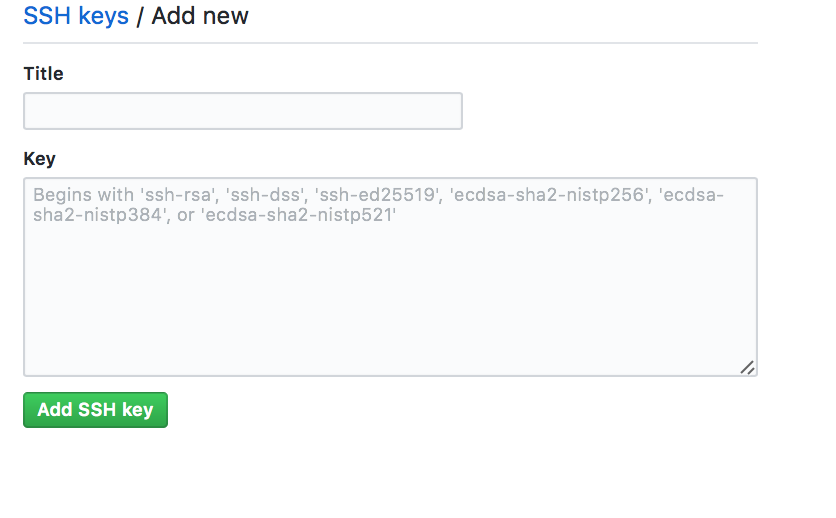 SSH keys / Add new
Title
Key
Begins with 'ssh-rsa', 'ssh-dss', 'ssh-ed25519', 'ecdsa-sha2-nistp256', 'ecdsa-
sha2-nistp384', or 'ecdsa-sha2-nistp521'
Add SSH key